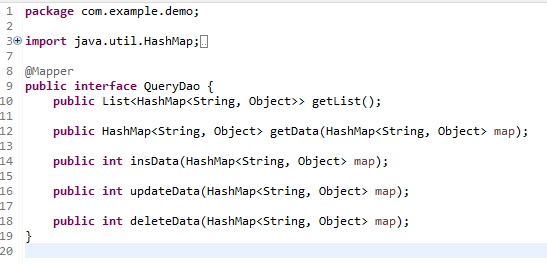 1 package com.example.demo;
2
3 import java.util.HashMap;
7
8 @Mapper
9 public interface QueryDao {
10 public List<HashMap<String, Object>> getList();
11
12 public HashMap<String, Object> getData(HashMap<String, Object> map);
13
14 public int insData(HashMap<String, Object> map);
15
16 public int updateData(HashMap<String, Object> map);
17
18 public int deleteData(HashMap<String, Object> map);
19 }
20